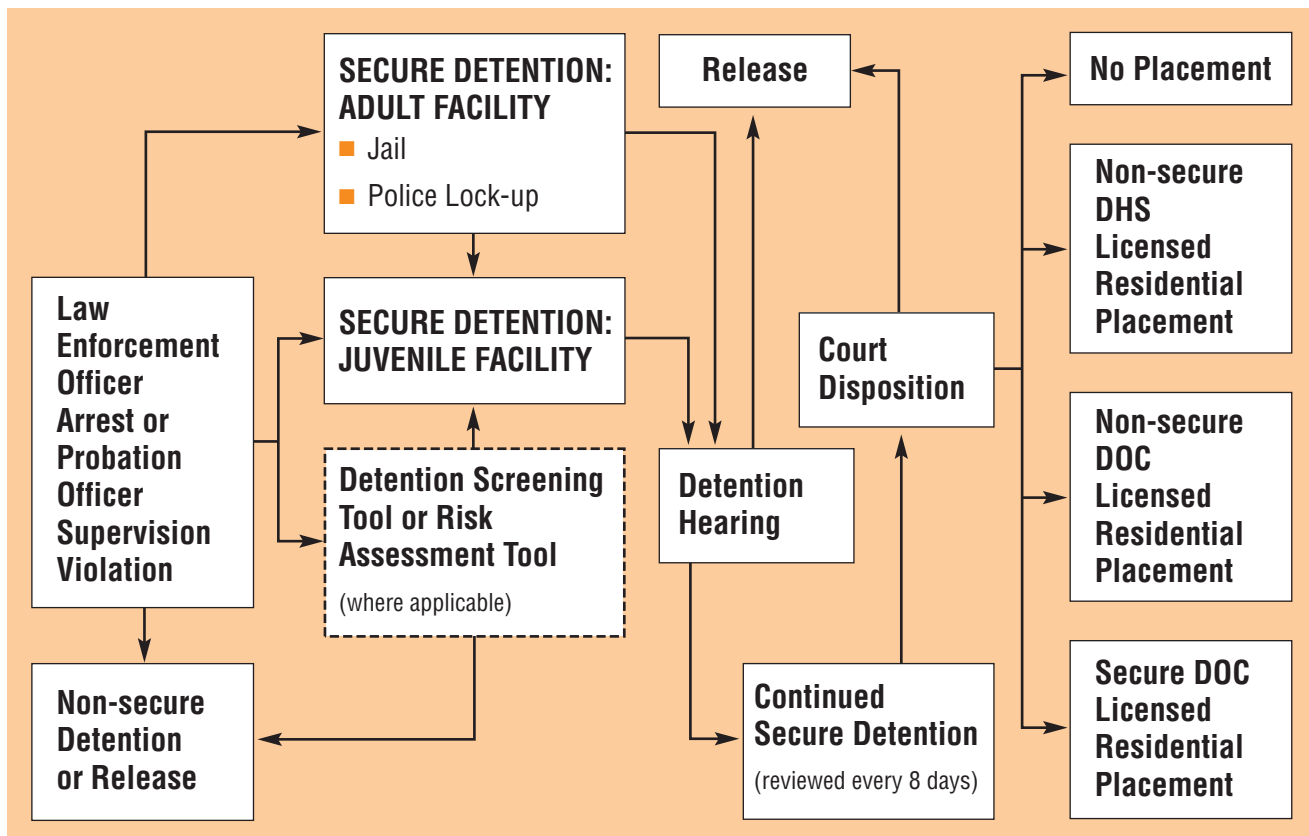 Law
Enforcement
Officer
Arrest or
Probation
Officer
Supervision
Violation
Non-secure
Detention
or Release
SECURE DETENTION:
ADULT FACILITY
Jail
Police Lock-up
SECURE DETENTION:
JUVENILE FACILITY
Detention Screening
Tool or Risk
Assessment Tool
(where applicable)
Release
Detention
Hearing
Continued
Secure Detention
(reviewed every 8 days)
Court
Disposition
No Placement
Non-secure
DHS
Licensed
Residential
Placement
Non-secure
DOC
Licensed
Residential
Placement
Secure DOC
Licensed
Residential
Placement